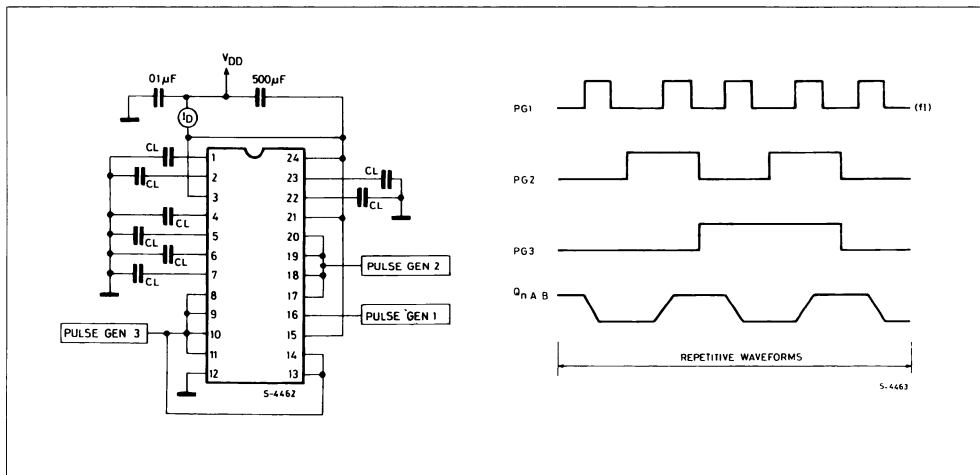 VDD
01µF
500µF
ID
CL
1
24
CL
2
23
CL
3
22
CL
CL
4
21
CL
5
20
CL
6
19
PULSE GEN 2
CL
7
18
8
17
9
16
PULSE GEN 1
PULSE GEN 3
10
15
11
14
12
13
S-4462
PG1
(f1)
PG2
PG3
Qn A B
REPETITIVE WAVEFORMS
S-4463